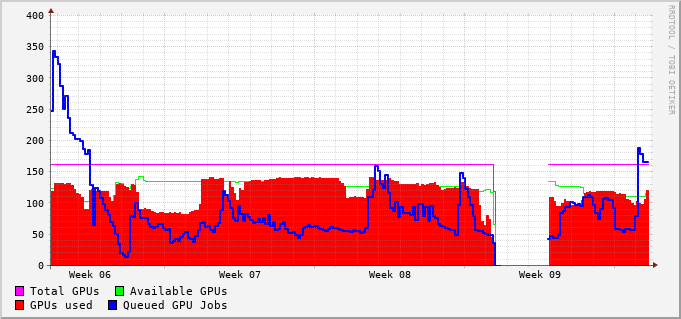 400
350
300
250
200
150
100
50
0
Week 06 Week 07 Week 08 Week 09
Total GPUs Available GPUs
GPUs used Queued GPU Jobs
RRDTOOL / TOBI OETIKER